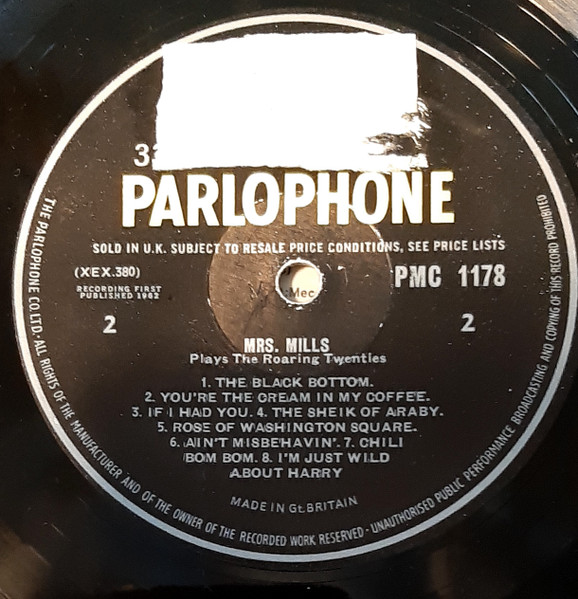 33
PARLOPHONE
SOLD IN U.K. SUBJECT TO RESALE PRICE CONDITIONS, SEE PRICE LISTS
(XEX.380)
PMC 1178
RECORDING FIRST
PUBLISHED 1962
Mec
2
2
MRS. MILLS
Plays The Roaring Twenties
1. THE BLACK BOTTOM.
2. YOU'RE THE CREAM IN MY COFFEE.
3. IF I HAD YOU. 4. THE SHEIK OF ARABY.
5. ROSE OF WASHINGTON SQUARE.
6. AIN'T MISBEHAVIN'. 7. CHILI
BOM BOM. 8. I'M JUST WILD
ABOUT HARRY
MADE IN Gt. BRITAIN
THE PARLOPHONE CO. LTD.- ALL RIGHTS OF THE MANUFACTURER AND OF THE OWNER OF THE RECORDED WORK RESERVED - UNAUTHORISED PUBLIC PERFORMANCE BROADCASTING AND COPYING OF THIS RECORD PROHIBITED